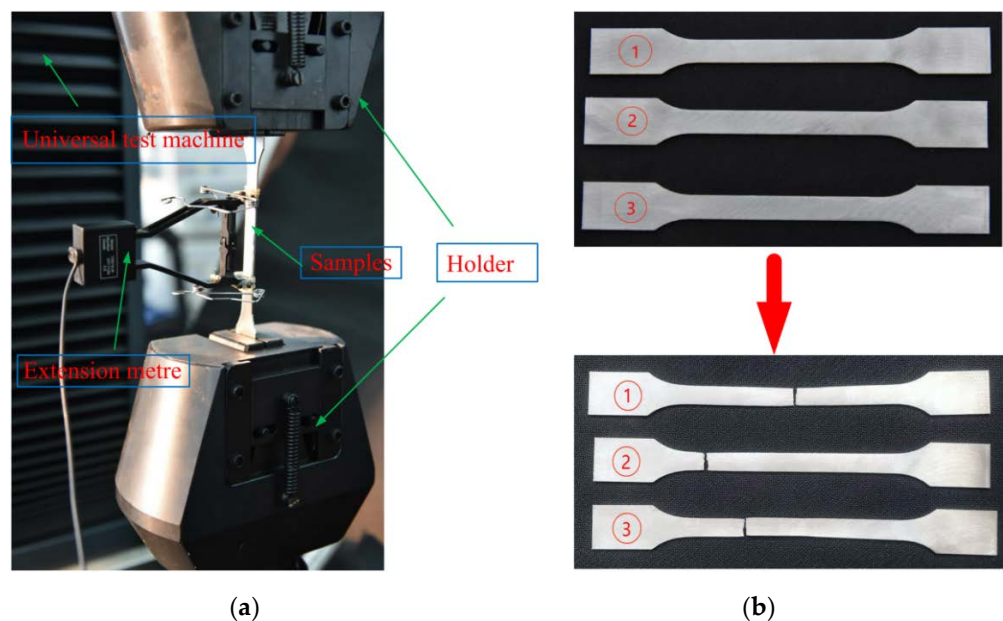 Universal test machine
Samples
Holder
Extension metre
1
2
3
1
2
3
(a)
(b)